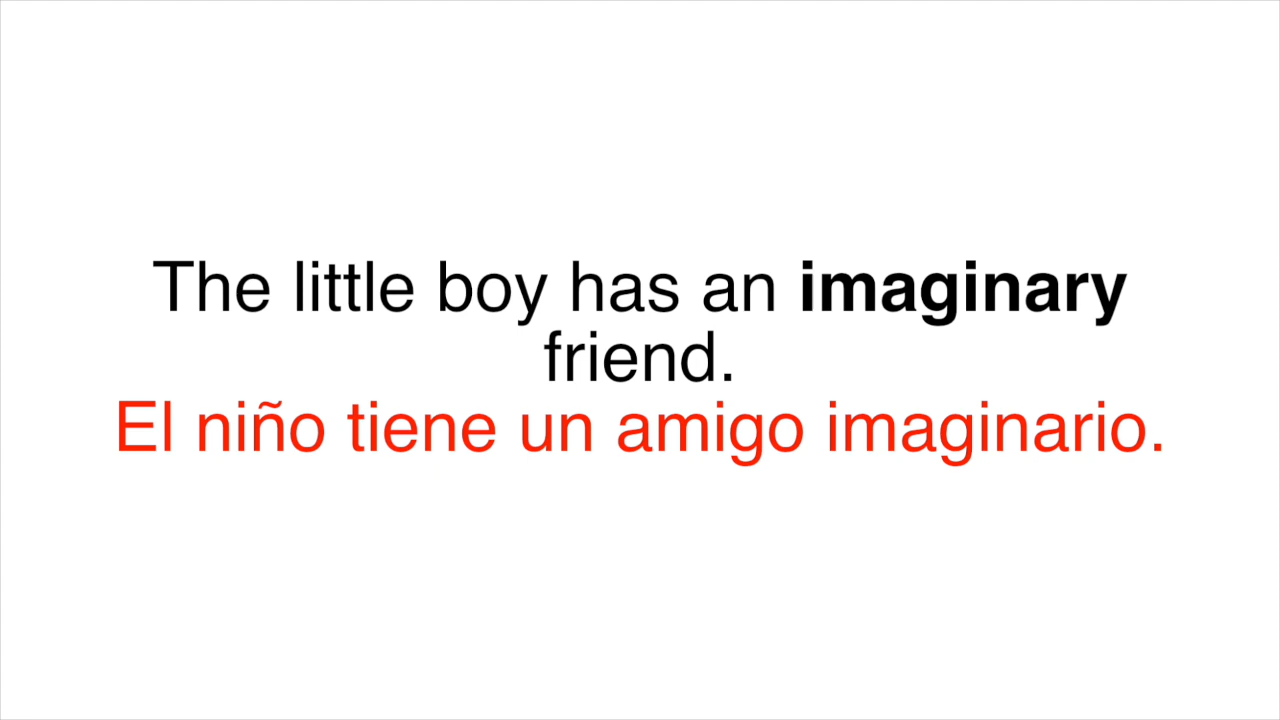 The little boy has an imaginary
friend.
El niño tiene un amigo imaginario.